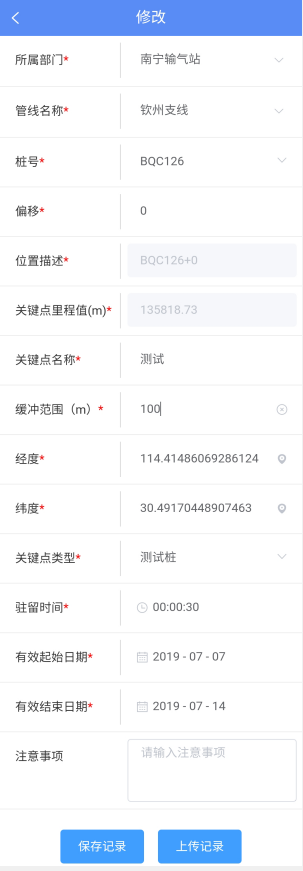 修改
所属部门* 南宁输气站
管线名称* 钦州支线
桩号* BQC126
偏移* 0
位置描述* BQC126+0
关键点里程值(m)* 135818.73
关键点名称* 测试
缓冲范围（m）* 100
经度* 114.41486069286124
纬度* 30.49170448907463
关键点类型* 测试桩
驻留时间* 00:00:30
有效起始日期* 2019 - 07 - 07
有效结束日期* 2019 - 07 - 14
注意事项 请输入注意事项
保存记录 上传记录